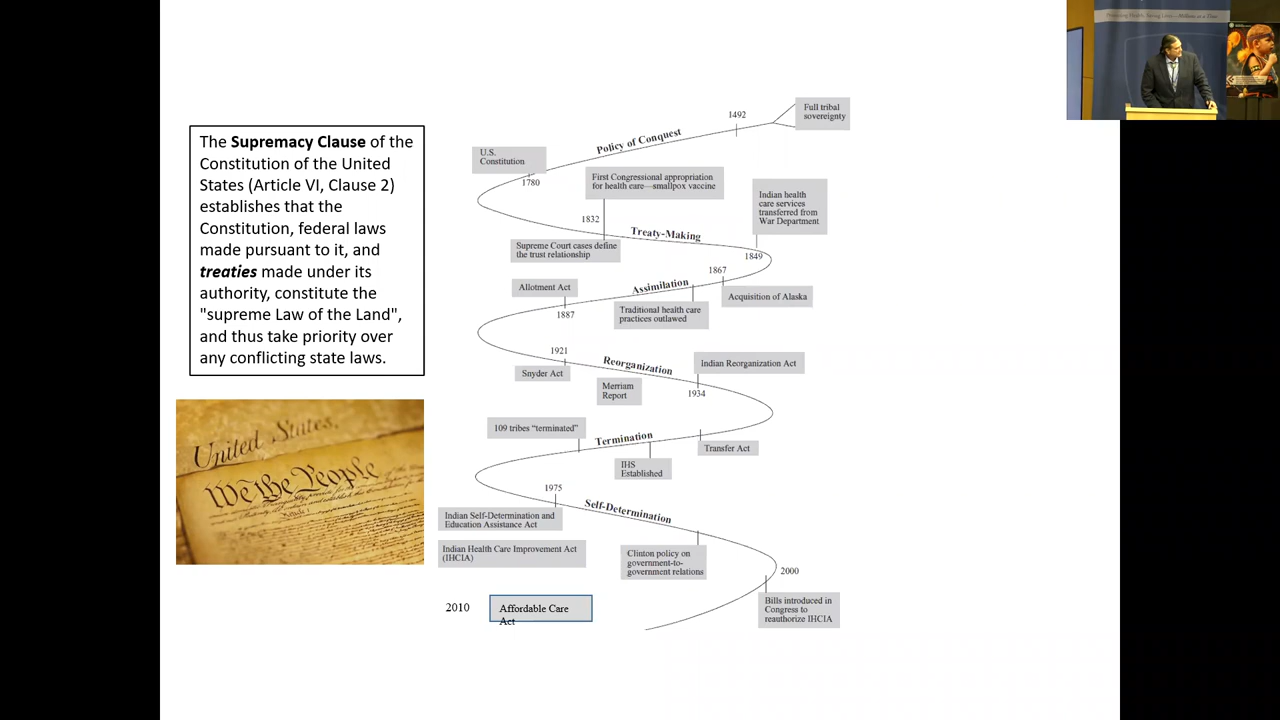 The Supremacy Clause of the
Constitution of the United
States (Article VI, Clause 2)
establishes that the
Constitution, federal laws
made pursuant to it, and
treaties made under its
authority, constitute the
"supreme Law of the Land",
and thus take priority over
any conflicting state laws.
United States.
We the People
Full tribal
sovereignty
1492
Policy of Conquest
U.S.
Constitution
1780
First Congressional appropriation
for health care—smallpox vaccine
Indian health
care services
transferred from
War Department
1832
Treaty-Making
Supreme Court cases define
the trust relationship
1849
1867
Assimilation
Allotment Act
Acquisition of Alaska
1887
Traditional health care
practices outlawed
1921
Reorganization
Indian Reorganization Act
Snyder Act
Merriam
Report
1934
109 tribes “terminated”
Termination
Transfer Act
IHS
Established
1975
Self-Determination
Indian Self-Determination and
Education Assistance Act
Indian Health Care Improvement Act
(IHCIA)
Clinton policy on
government-to-
government relations
2000
Bills introduced in
Congress to
reauthorize IHCIA
2010
Affordable Care
Act